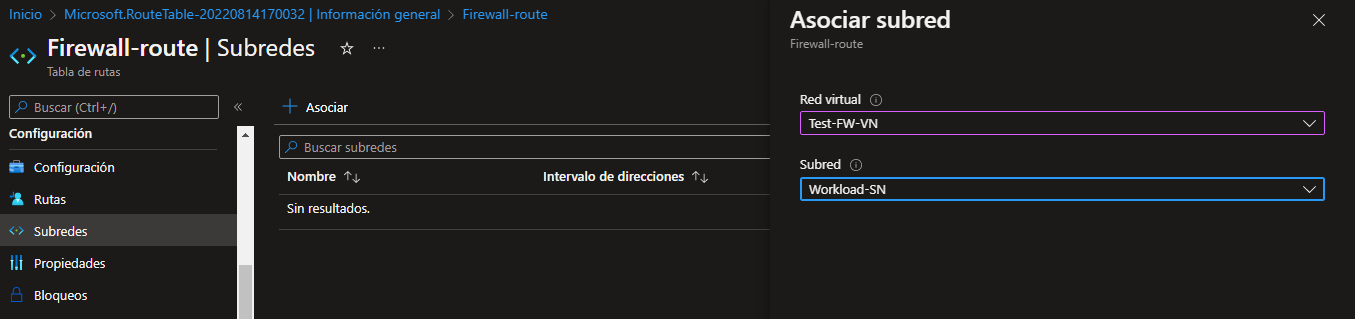 Inicio > Microsoft.RouteTable-20220814170032 | Información general > Firewall-route
Firewall-route | Subredes
Tabla de rutas
Buscar (Ctrl+/)
Configuración
Configuración
Rutas
Subredes
Propiedades
Bloqueos
Asociar
Buscar subredes
Nombre Intervalo de direcciones
Sin resultados.
Asociar subred
Firewall-route
Red virtual
Test-FW-VN
Subred
Workload-SN